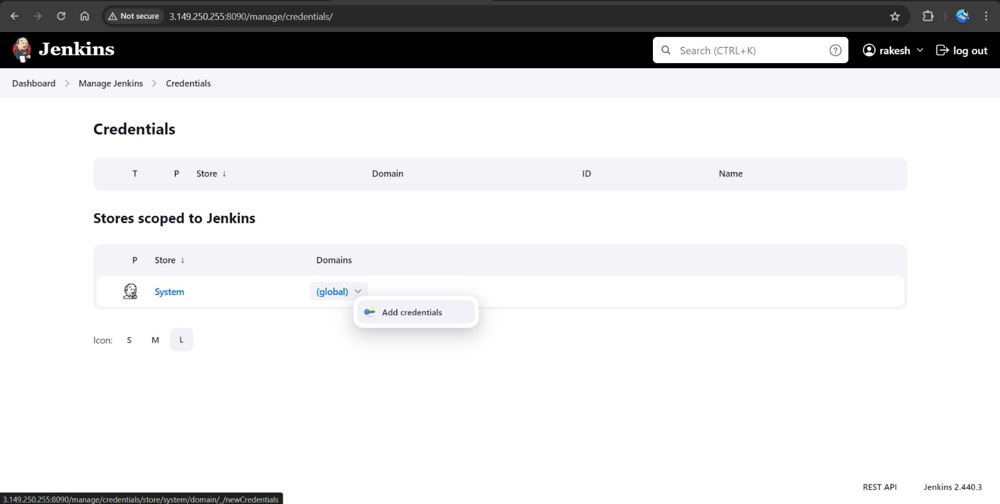 Not secure 3.149.250.255:8090/manage/credentials/
Jenkins Search (CTRL+K) ? rakesh log out
Dashboard Manage Jenkins Credentials
Credentials
T P Store ↓ Domain ID Name
Stores scoped to Jenkins
P Store ↓ Domains
System (global)
Add credentials
Icon: S M L
REST API Jenkins 2.440.3
3.149.250.255:8090/manage/credentials/store/system/domain/_/newCredentials